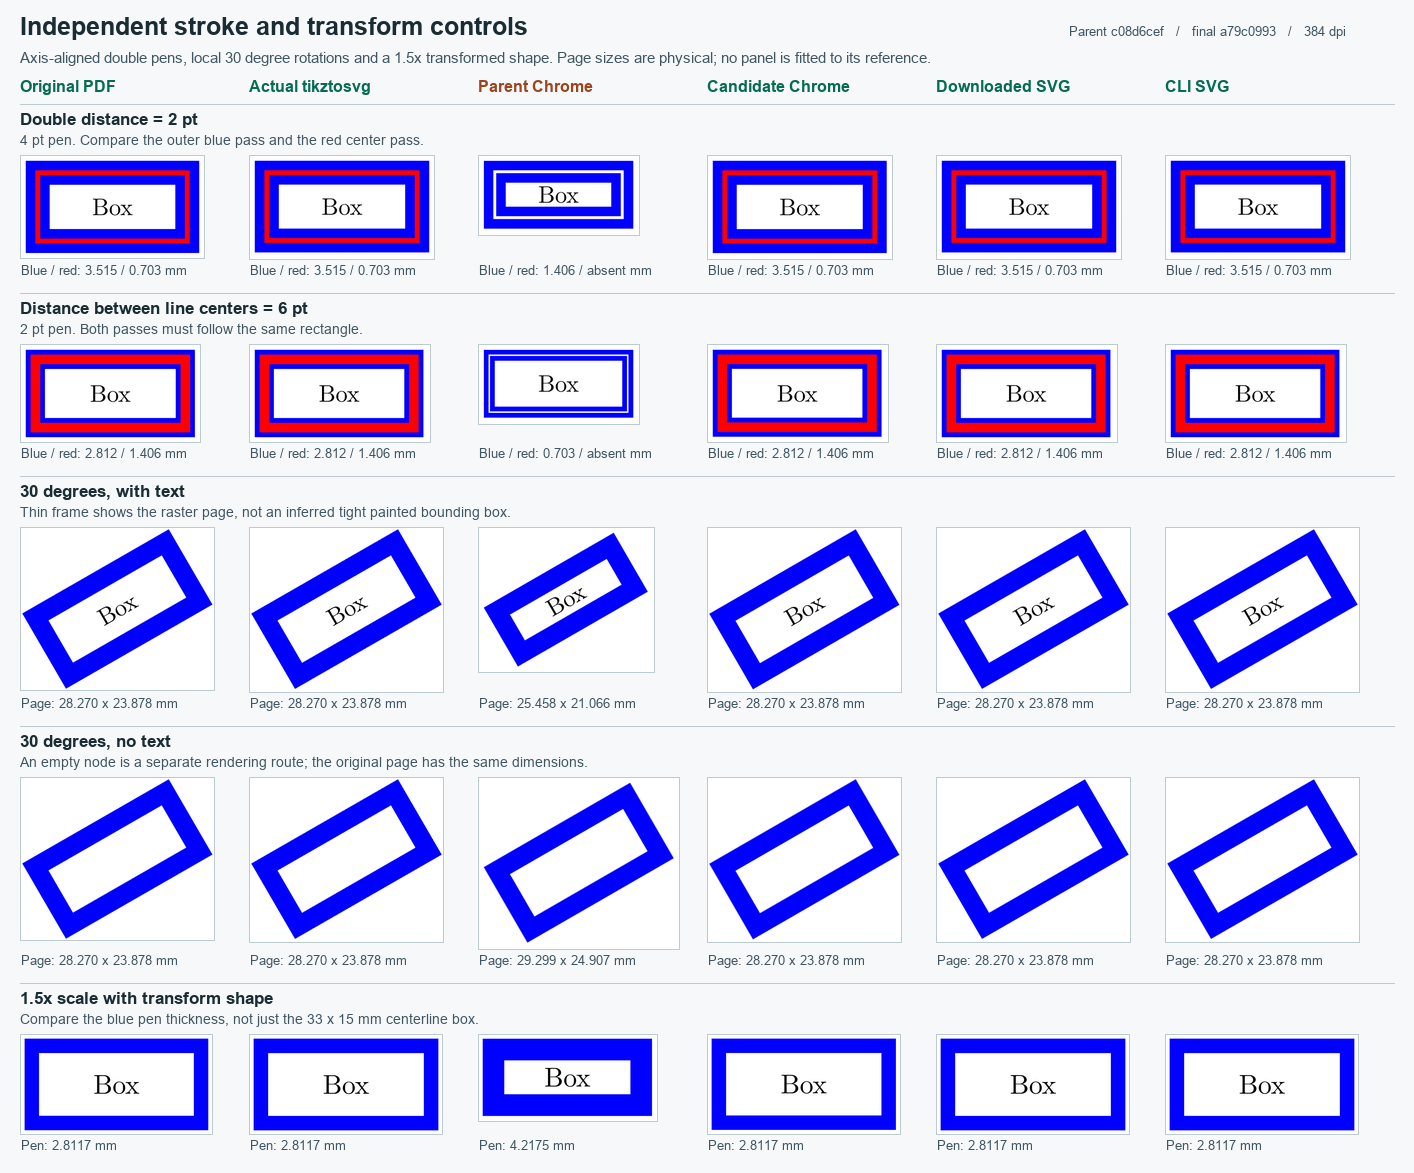 Independent stroke and transform controls
Parent c08d6cef / final a79c0993 / 384 dpi
Axis-aligned double pens, local 30 degree rotations and a 1.5x transformed shape. Page sizes are physical; no panel is fitted to its reference.
Original PDF Actual tikztosvg Parent Chrome Candidate Chrome Downloaded SVG CLI SVG
Double distance = 2 pt
4 pt pen. Compare the outer blue pass and the red center pass.
Box Box Box Box Box Box
Blue / red: 3.515 / 0.703 mm Blue / red: 3.515 / 0.703 mm Blue / red: 1.406 / absent mm Blue / red: 3.515 / 0.703 mm Blue / red: 3.515 / 0.703 mm Blue / red: 3.515 / 0.703 mm
Distance between line centers = 6 pt
2 pt pen. Both passes must follow the same rectangle.
Box Box Box Box Box Box
Blue / red: 2.812 / 1.406 mm Blue / red: 2.812 / 1.406 mm Blue / red: 0.703 / absent mm Blue / red: 2.812 / 1.406 mm Blue / red: 2.812 / 1.406 mm Blue / red: 2.812 / 1.406 mm
30 degrees, with text
Thin frame shows the raster page, not an inferred tight painted bounding box.
Box Box Box Box Box Box
Page: 28.270 x 23.878 mm Page: 28.270 x 23.878 mm Page: 25.458 x 21.066 mm Page: 28.270 x 23.878 mm Page: 28.270 x 23.878 mm Page: 28.270 x 23.878 mm
30 degrees, no text
An empty node is a separate rendering route; the original page has the same dimensions.
Page: 28.270 x 23.878 mm Page: 28.270 x 23.878 mm Page: 29.299 x 24.907 mm Page: 28.270 x 23.878 mm Page: 28.270 x 23.878 mm Page: 28.270 x 23.878 mm
1.5x scale with transform shape
Compare the blue pen thickness, not just the 33 x 15 mm centerline box.
Box Box Box Box Box Box
Pen: 2.8117 mm Pen: 2.8117 mm Pen: 4.2175 mm Pen: 2.8117 mm Pen: 2.8117 mm Pen: 2.8117 mm